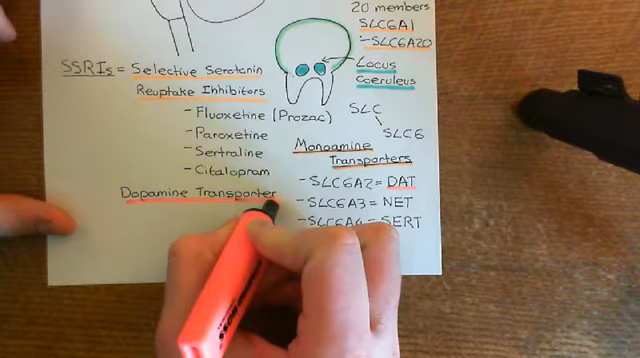 20 members
SLC6A1
- SLC6A20
SSRIs = Selective Serotonin
Reuptake Inhibitors
- Fluoxetine (Prozac)
- Paroxetine
- Sertraline
- Citalopram
Dopamine Transporter
Locus
Coeruleus
SLC
SLC6
Monoamine
Transporters
- SLC6A2 = DAT
- SLC6A3 = NET
- SLC6A4 = SERT
BOSS